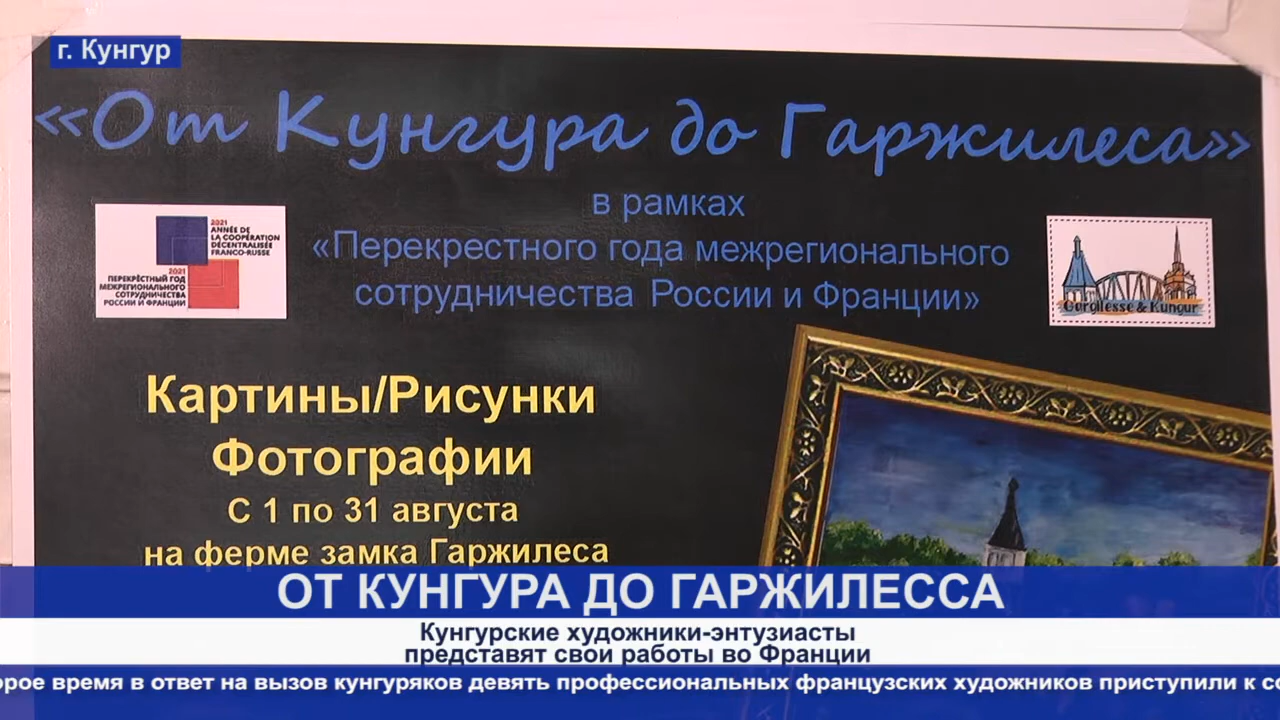 г. Кунгур
«От Кунгура до Гаржилеса»
в рамках
«Перекрестного года межрегионального
сотрудничества России и Франции»
2021
ANNÉE DE
LA COOPÉRATION
DÉCENTRALISÉE
FRANCO-RUSSE
2021
ПЕРЕКРЁСТНЫЙ ГОД
МЕЖРЕГИОНАЛЬНОГО
СОТРУДНИЧЕСТВА
РОССИИ И ФРАНЦИИ
Gargilesse & Kungur
Картины/Рисунки
Фотографии
С 1 по 31 августа
на ферме замка Гаржилеса
ОТ КУНГУРА ДО ГАРЖИЛЕССА
Кунгурские художники-энтузиасты
представят свои работы во Франции
орое время в ответ на вызов кунгуряков девять профессиональных французских художников приступили к со